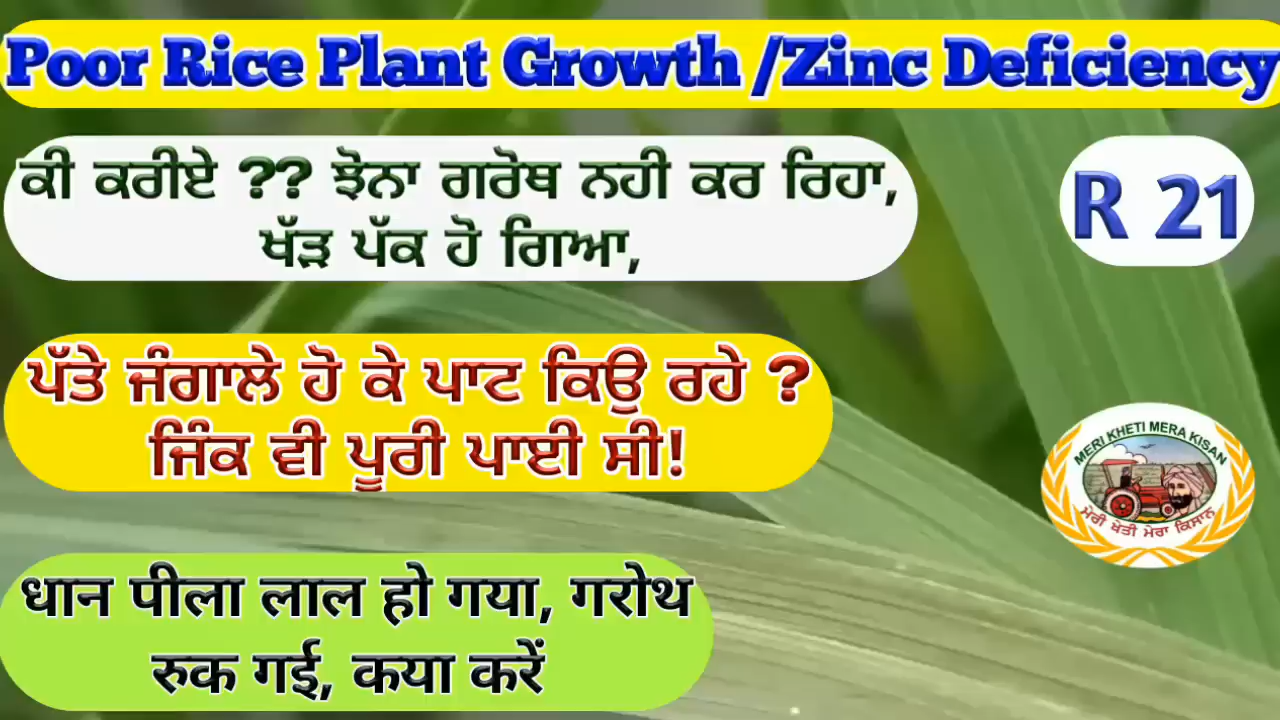 Poor Rice Plant Growth /Zinc Deficiency
ਕੀ ਕਰੀਏ ?? ਝੋਨਾ ਗਰੋਥ ਨਹੀ ਕਰ ਰਿਹਾ,
ਖੱੜ ਪੱਕ ਹੋ ਗਿਆ,
R 21
ਪੱਤੇ ਜੰਗਾਲੇ ਹੋ ਕੇ ਪਾਟ ਕਿਉ ਰਹੇ ?
ਜਿੰਕ ਵੀ ਪੂਰੀ ਪਾਈ ਸੀ!
MERI KHETI MERA KISAN
ਮੇਰੀ ਖੇਤੀ ਮੇਰਾ ਕਿਸਾਨ
धान पीला लाल हो गया, गरोथ
रुक गई, कया करें